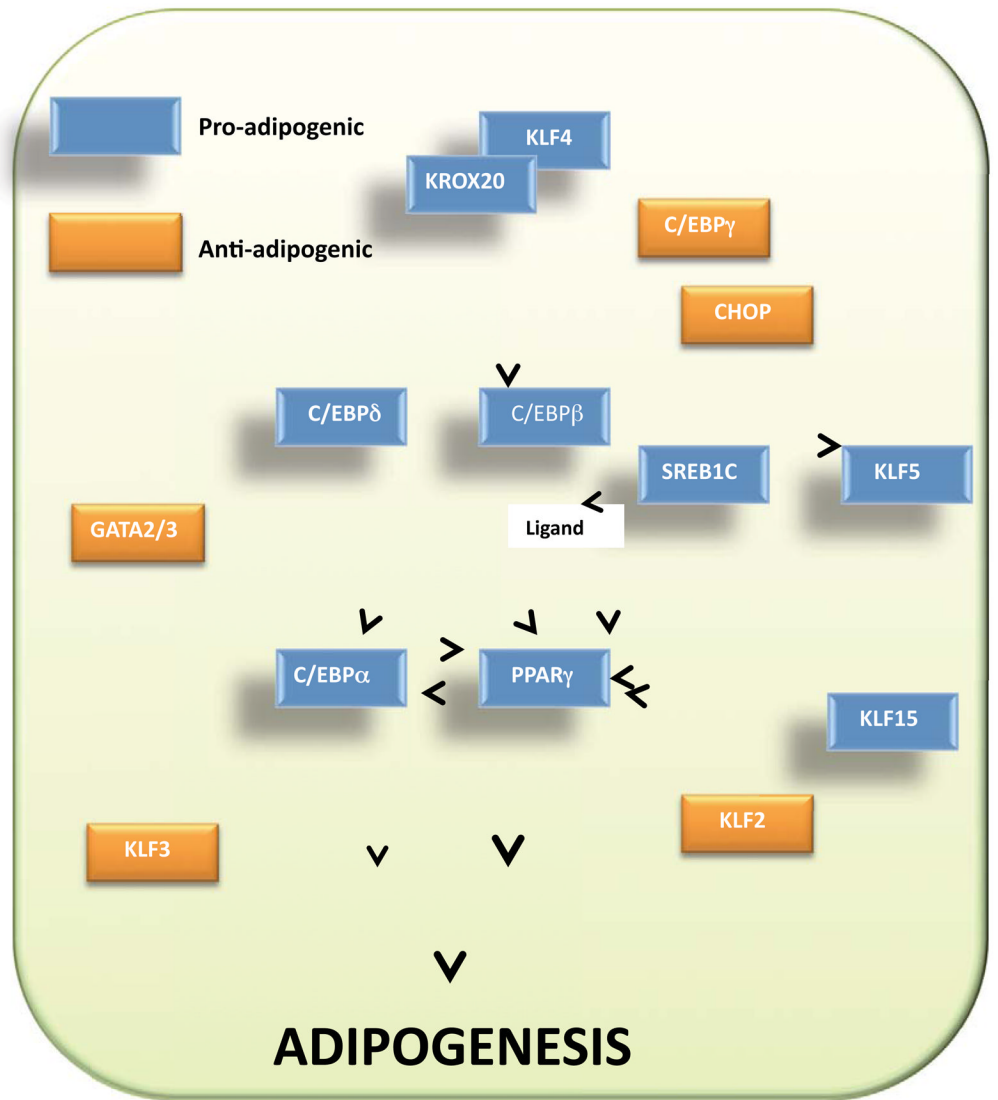 Pro-adipogenic
KLF4
KROX20
Anti-adipogenic
C/EBPγ
CHOP
C/EBPδ
C/EBPβ
SREB1C
KLF5
GATA2/3
Ligand
C/EBPα
PPARγ
KLF15
KLF2
KLF3
ADIPOGENESIS